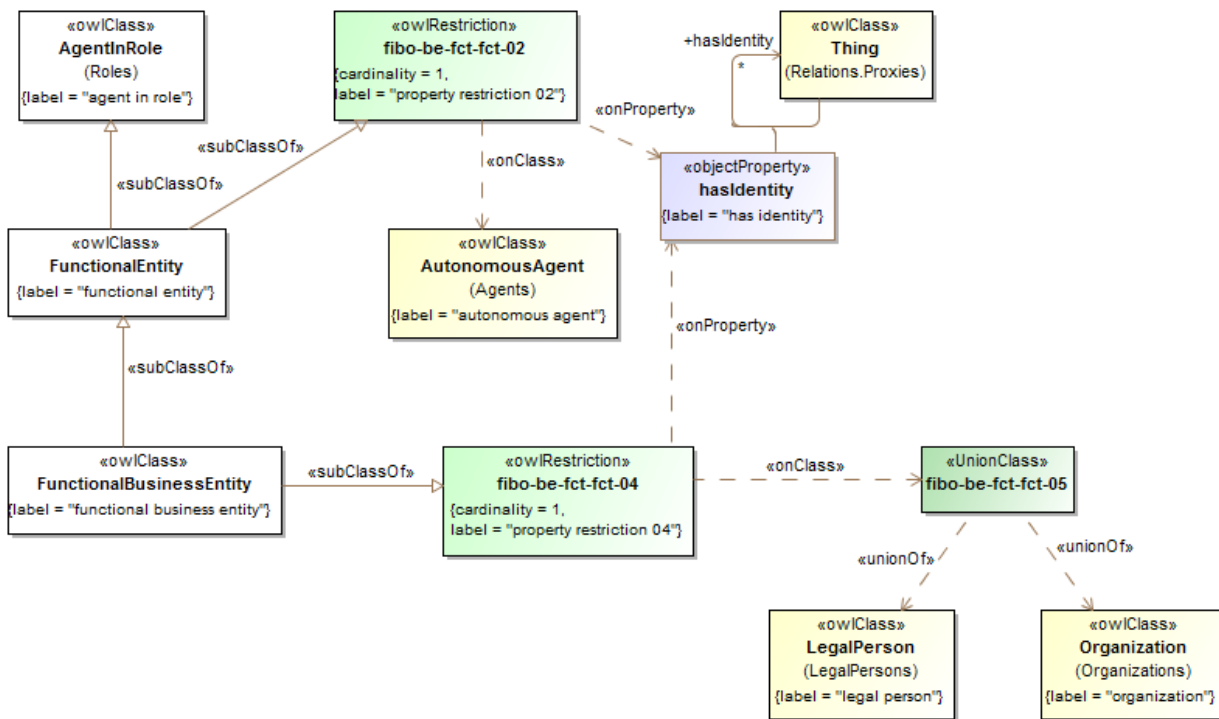 «owlClass»
AgentInRole
(Roles)
{label = "agent in role"}
«owlRestriction»
fibo-be-fct-fct-02
{cardinality = 1,
label = "property restriction 02"}
+hasIdentity
*
«owlClass»
Thing
(Relations.Proxies)
«subClassOf»
«subClassOf»
«onClass»
«onProperty»
«objectProperty»
hasIdentity
{label = "has identity"}
«owlClass»
FunctionalEntity
{label = "functional entity"}
«owlClass»
AutonomousAgent
(Agents)
{label = "autonomous agent"}
«onProperty»
«subClassOf»
«owlClass»
FunctionalBusinessEntity
{label = "functional business entity"}
«subClassOf»
«owlRestriction»
fibo-be-fct-fct-04
{cardinality = 1,
label = "property restriction 04"}
«onClass»
«UnionClass»
fibo-be-fct-fct-05
«unionOf»
«unionOf»
«owlClass»
LegalPerson
(LegalPersons)
{label = "legal person"}
«owlClass»
Organization
(Organizations)
{label = "organization"}